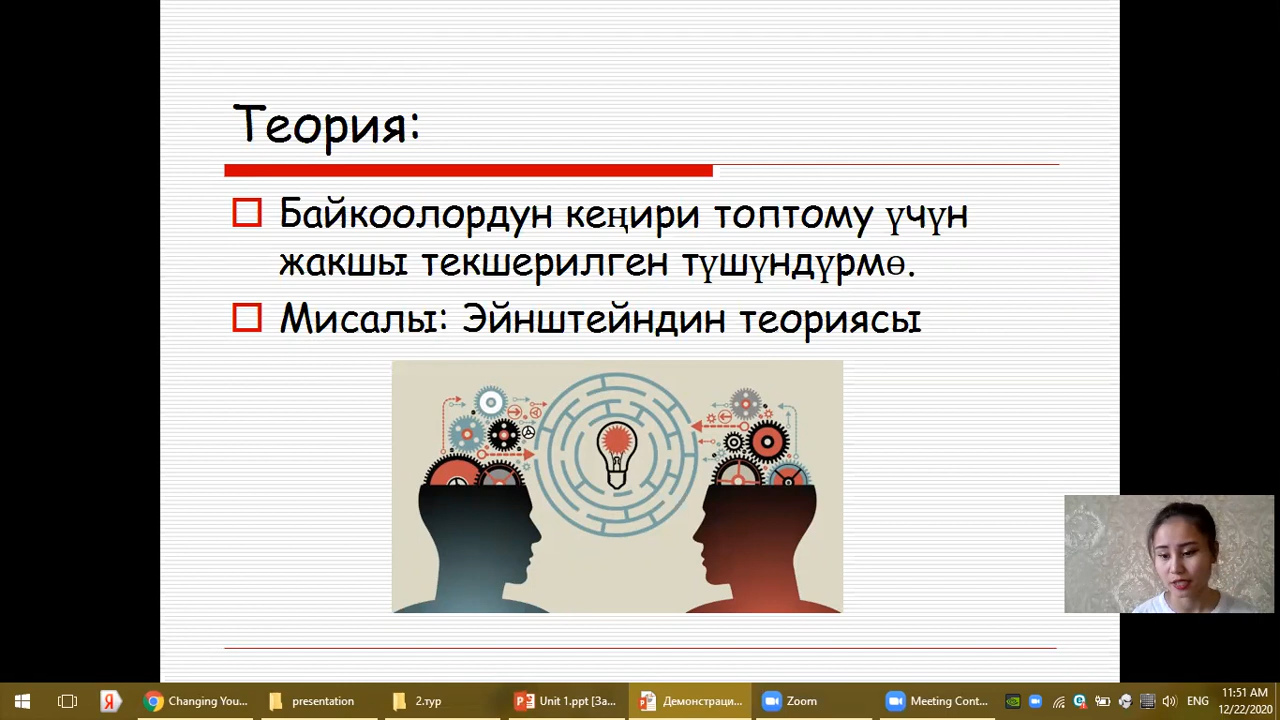 Теория:
Байкоолордун кеңири топтому үчүн
жакшы текшерилген түшүндүрмө.
Мисалы: Эйнштейндин теориясы
Changing You...
presentation
2.тур
Unit 1.ppt [За...
Демонстраци...
Zoom
Meeting Cont...
ENG
11:51 AM
12/22/2020